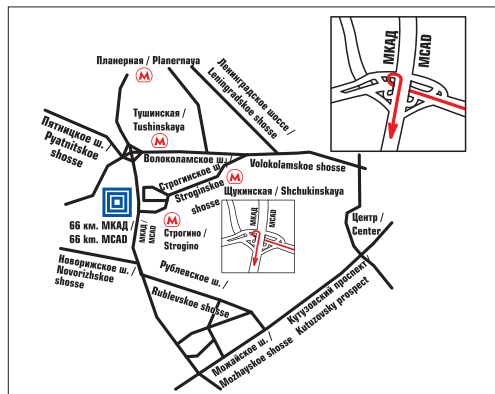 МКАД
MCAD
Планерная / Planernaya
М
Ленинградское шоссе /
Leningradskoe shosse
Тушинская /
Tushinskaya
М
Пятницкое ш. /
Pyatnitskoe
shosse
Волоколамское ш. /
Volokolamskoe shosse
Строгинское ш. /
Stroginskoe
shosse
М
Щукинская / Shchukinskaya
66 км. МКАД /
66 km. MCAD
МКАД/
MCAD
М
Строгино /
Strogino
МКАД
MCAD
Центр /
Center
Новорижское ш. /
Novorizhskoe
shosse
Рублевское ш. /
Rublevskoe shosse
Кутузовский проспект /
Kutuzovsky prospect
Можайское ш. /
Mozhayskoe shosse